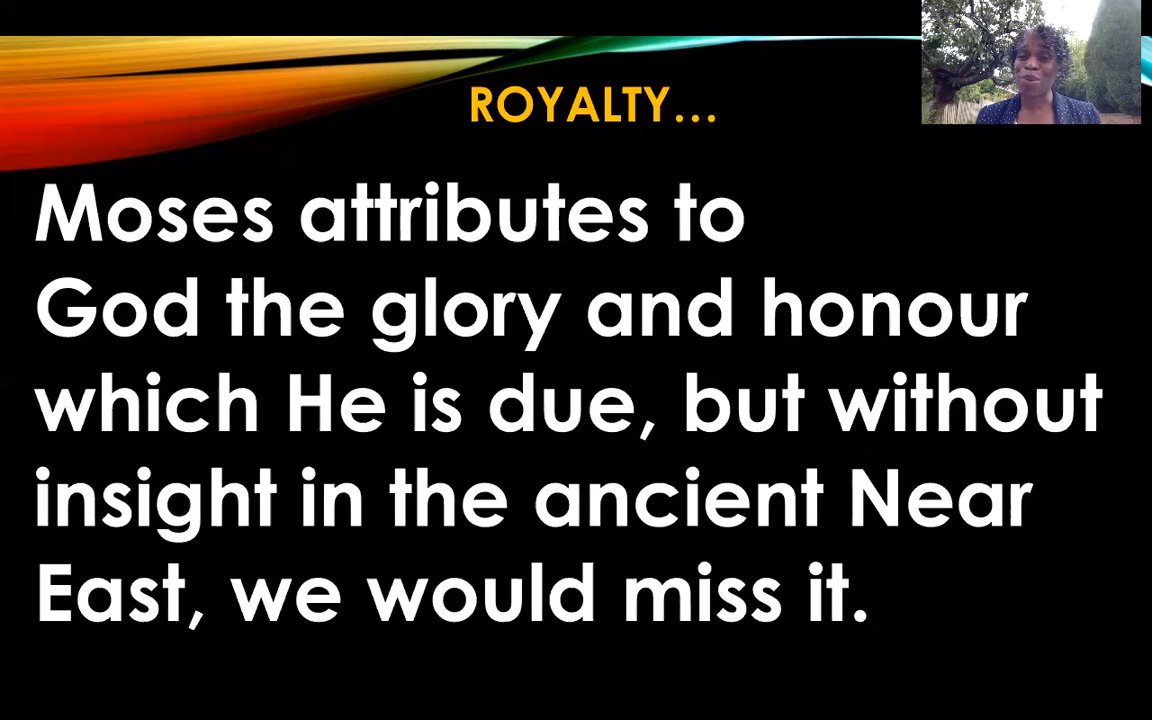 ROYALTY...
Moses attributes to
God the glory and honour
which He is due, but without
insight in the ancient Near
East, we would miss it.